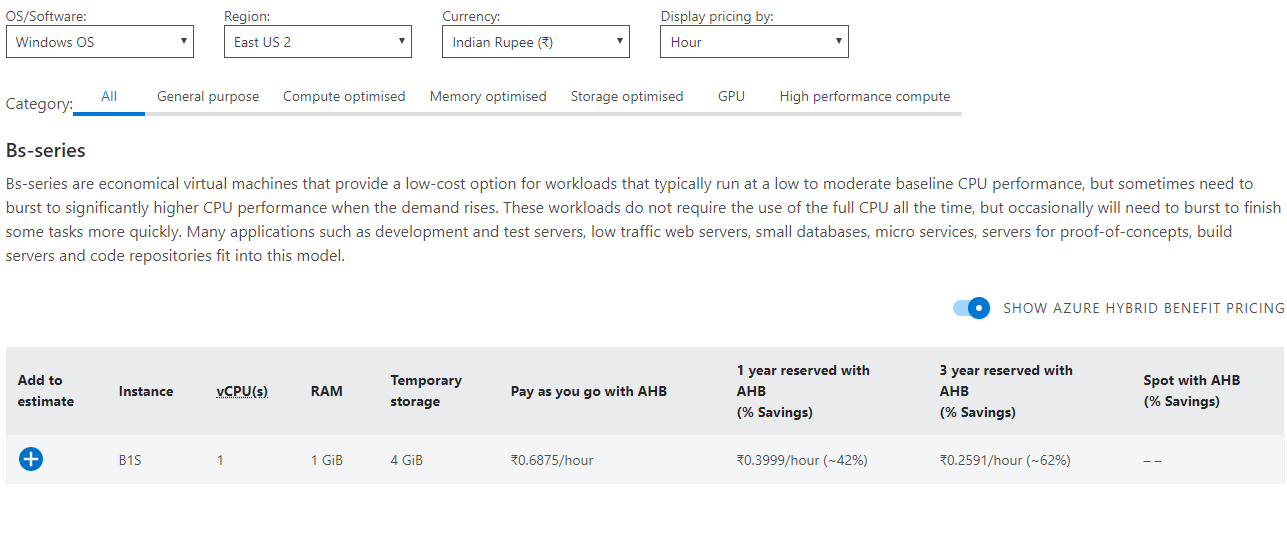 OS/Software: Region: Currency: Display pricing by:
Windows OS East US 2 Indian Rupee (₹) Hour
Category: All General purpose Compute optimised Memory optimised Storage optimised GPU High performance compute
Bs-series
Bs-series are economical virtual machines that provide a low-cost option for workloads that typically run at a low to moderate baseline CPU performance, but sometimes need to
burst to significantly higher CPU performance when the demand rises. These workloads do not require the use of the full CPU all the time, but occasionally will need to burst to finish
some tasks more quickly. Many applications such as development and test servers, low traffic web servers, small databases, micro services, servers for proof-of-concepts, build
servers and code repositories fit into this model.
SHOW AZURE HYBRID BENEFIT PRICING
Add to estimate Instance vCPU(s) RAM Temporary storage Pay as you go with AHB 1 year reserved with AHB (% Savings) 3 year reserved with AHB (% Savings) Spot with AHB (% Savings)
B1S 1 1 GiB 4 GiB ₹0.6875/hour ₹0.3999/hour (~42%) ₹0.2591/hour (~62%) – –